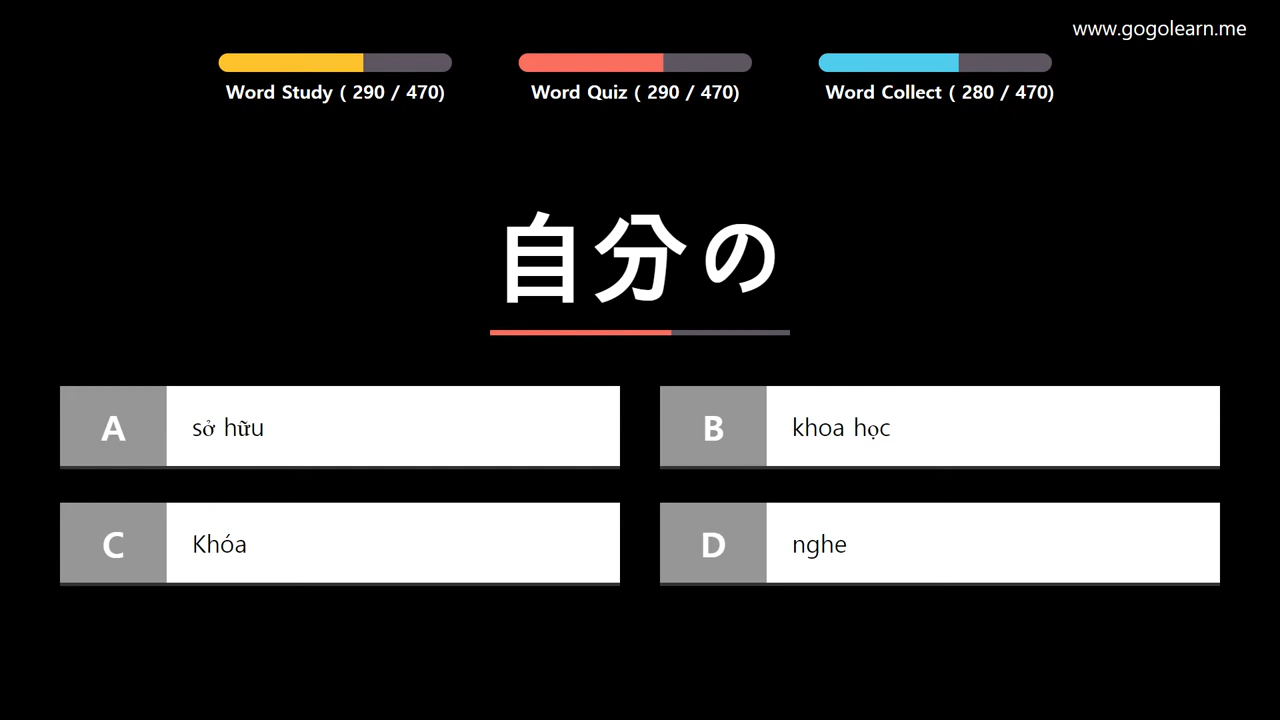 www.gogolearn.me
Word Study ( 290 / 470)
Word Quiz ( 290 / 470)
Word Collect ( 280 / 470)
自分の
A sở hữu
B khoa học
C Khóa
D nghe